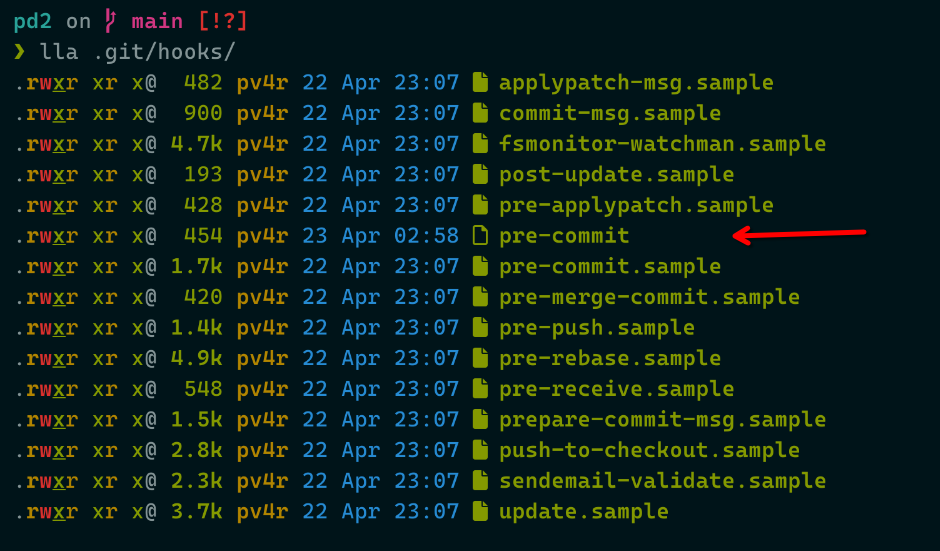 pd2 on main [!?]
❯ lla .git/hooks/
.rwxr xr x@ 482 pv4r 22 Apr 23:07 applypatch-msg.sample
.rwxr xr x@ 900 pv4r 22 Apr 23:07 commit-msg.sample
.rwxr xr x@ 4.7k pv4r 22 Apr 23:07 fsmonitor-watchman.sample
.rwxr xr x@ 193 pv4r 22 Apr 23:07 post-update.sample
.rwxr xr x@ 428 pv4r 22 Apr 23:07 pre-applypatch.sample
.rwxr xr x@ 454 pv4r 23 Apr 02:58 pre-commit
.rwxr xr x@ 1.7k pv4r 22 Apr 23:07 pre-commit.sample
.rwxr xr x@ 420 pv4r 22 Apr 23:07 pre-merge-commit.sample
.rwxr xr x@ 1.4k pv4r 22 Apr 23:07 pre-push.sample
.rwxr xr x@ 4.9k pv4r 22 Apr 23:07 pre-rebase.sample
.rwxr xr x@ 548 pv4r 22 Apr 23:07 pre-receive.sample
.rwxr xr x@ 1.5k pv4r 22 Apr 23:07 prepare-commit-msg.sample
.rwxr xr x@ 2.8k pv4r 22 Apr 23:07 push-to-checkout.sample
.rwxr xr x@ 2.3k pv4r 22 Apr 23:07 sendemail-validate.sample
.rwxr xr x@ 3.7k pv4r 22 Apr 23:07 update.sample